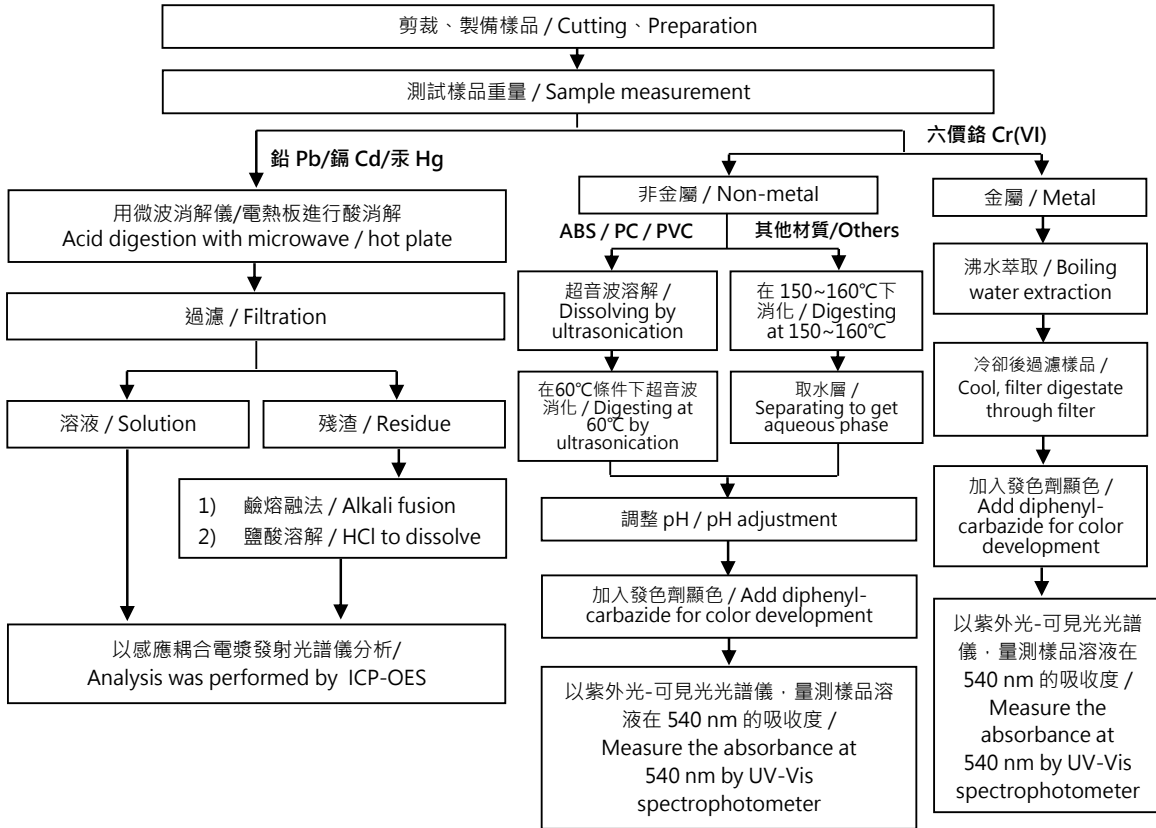 剪裁、製備樣品 / Cutting、Preparation
測試樣品重量 / Sample measurement
鉛 Pb/鎘 Cd/汞 Hg
用微波消解儀/電熱板進行酸消解
Acid digestion with microwave / hot plate
過濾 / Filtration
溶液 / Solution
殘渣 / Residue
1) 鹼熔融法 / Alkali fusion
2) 鹽酸溶解 / HCl to dissolve
以感應耦合電漿發射光譜儀分析/
Analysis was performed by ICP-OES
六價鉻 Cr(VI)
非金屬 / Non-metal
ABS / PC / PVC
超音波溶解 /
Dissolving by
ultrasonication
在60℃條件下超音波
消化 / Digesting at
60℃ by
ultrasonication
其他材質/Others
在 150~160℃下
消化 / Digesting
at 150~160℃
取水層 /
Separating to get
aqueous phase
調整 pH / pH adjustment
加入發色劑顯色 / Add diphenyl-
carbazide for color development
以紫外光-可見光光譜儀，量測樣品溶
液在 540 nm 的吸收度 /
Measure the absorbance at
540 nm by UV-Vis
spectrophotometer
金屬 / Metal
沸水萃取 / Boiling
water extraction
冷卻後過濾樣品 /
Cool, filter digestate
through filter
加入發色劑顯色 /
Add diphenyl-
carbazide for color
development
以紫外光-可見光光譜
儀，量測樣品溶液在
540 nm 的吸收度 /
Measure the
absorbance at
540 nm by UV-Vis
spectrophotometer